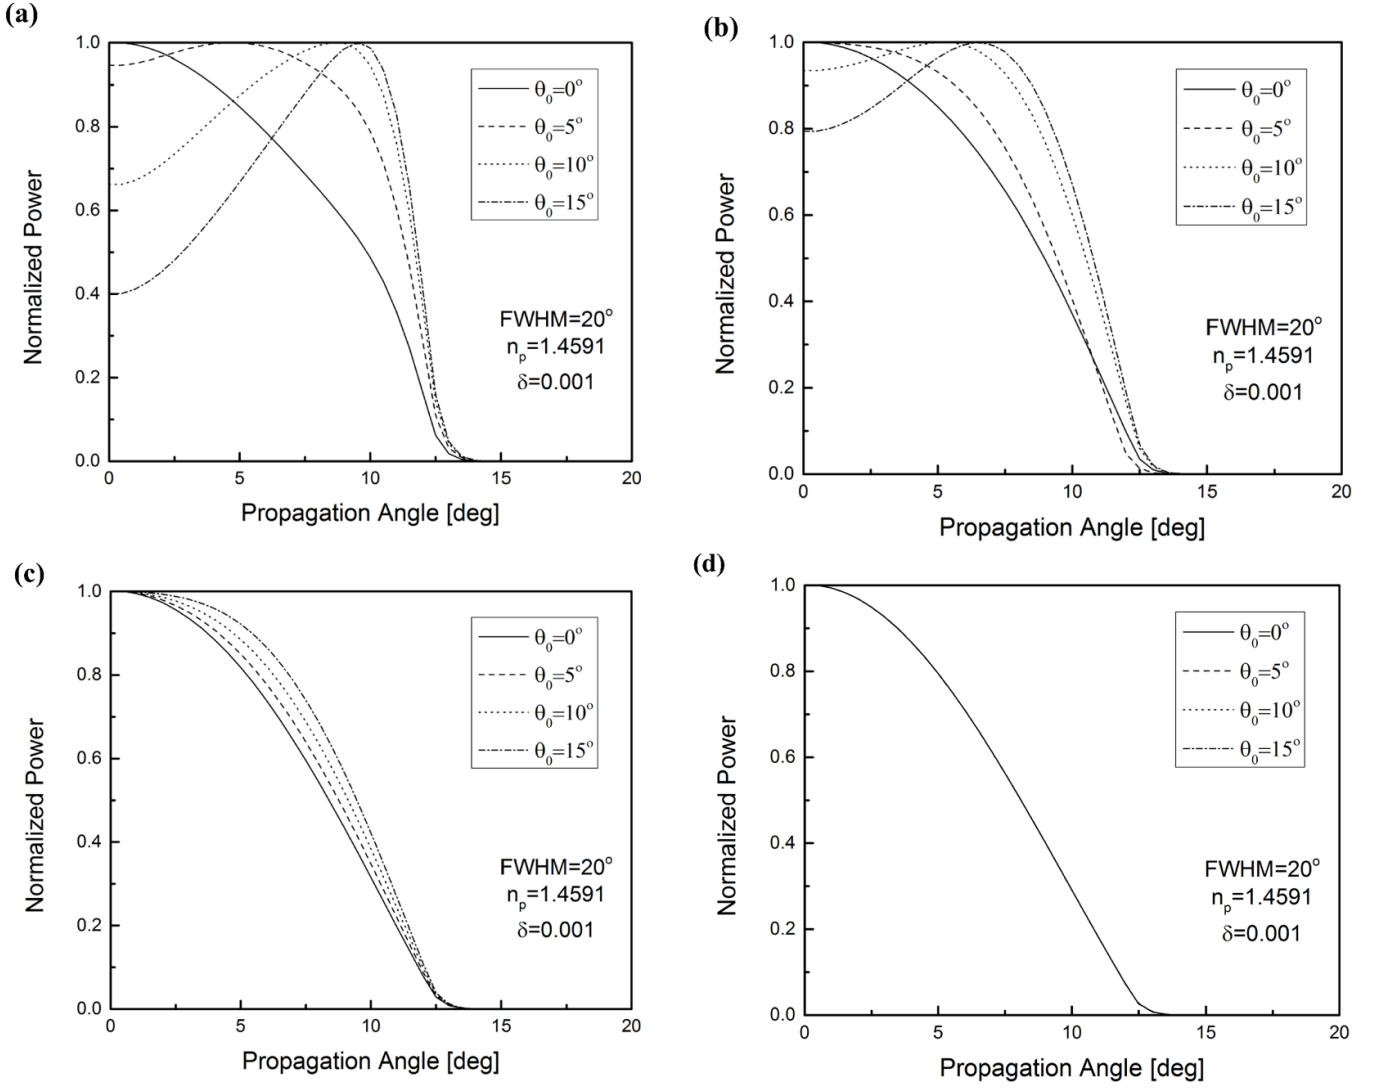 (a)
1.0
0.8
0.6
0.4
0.2
0.0
0 5 10 15 20
Normalized Power
Propagation Angle [deg]
θ0=0°
θ0=5°
θ0=10°
θ0=15°
FWHM=20°
np=1.4591
δ=0.001
(b)
1.0
0.8
0.6
0.4
0.2
0.0
0 5 10 15 20
Normalized Power
Propagation Angle [deg]
θ0=0°
θ0=5°
θ0=10°
θ0=15°
FWHM=20°
np=1.4591
δ=0.001
(c)
1.0
0.8
0.6
0.4
0.2
0.0
0 5 10 15 20
Normalized Power
Propagation Angle [deg]
θ0=0°
θ0=5°
θ0=10°
θ0=15°
FWHM=20°
np=1.4591
δ=0.001
(d)
1.0
0.8
0.6
0.4
0.2
0.0
0 5 10 15 20
Normalized Power
Propagation Angle [deg]
θ0=0°
θ0=5°
θ0=10°
θ0=15°
FWHM=20°
np=1.4591
δ=0.001